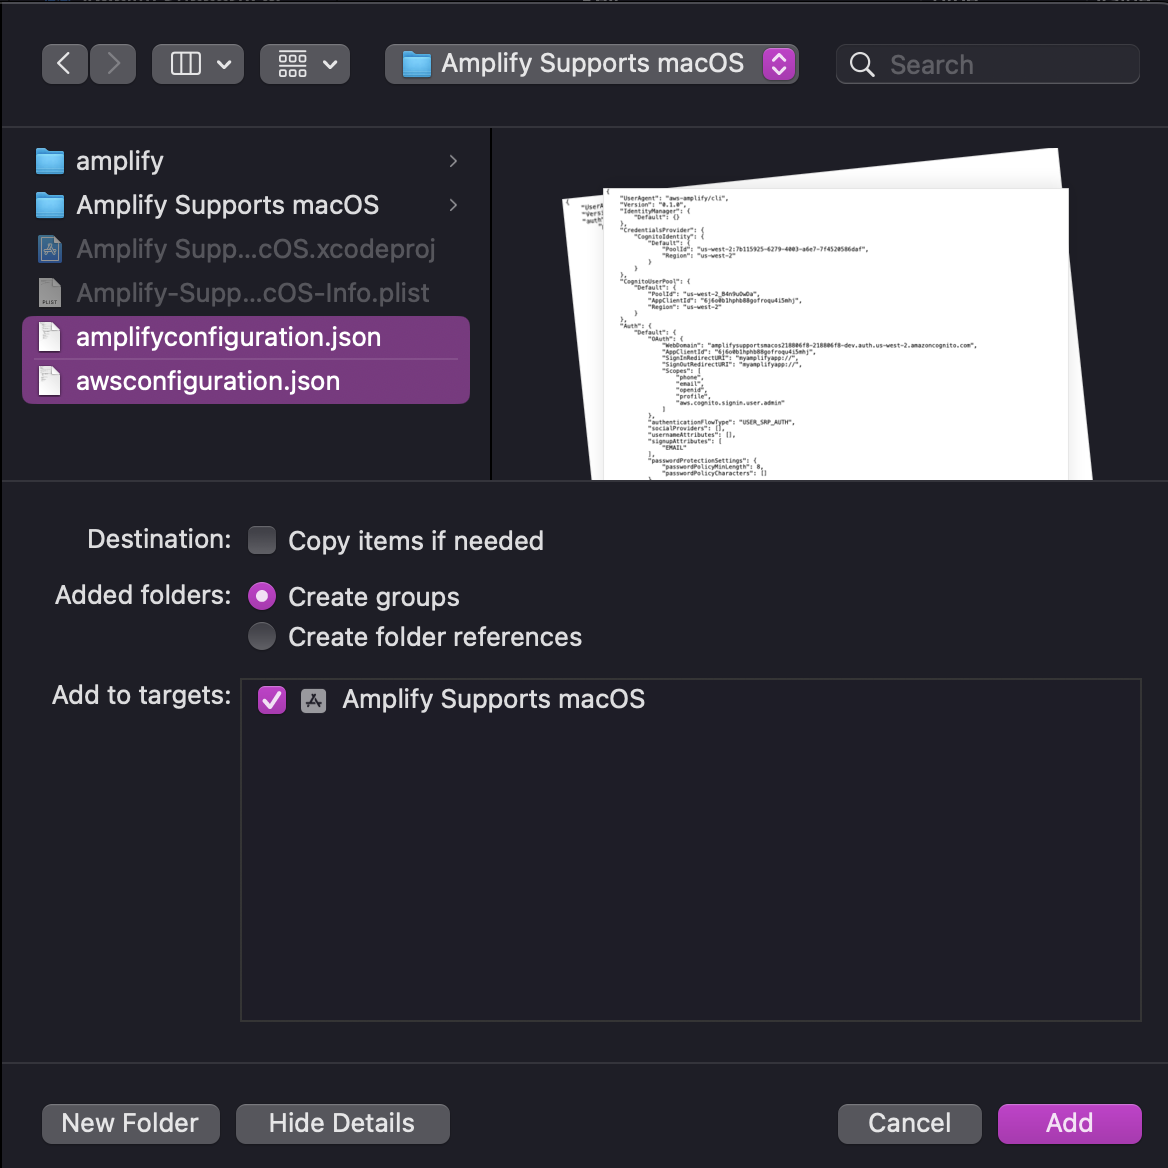 Amplify Supports macOS
Search
amplify
Amplify Supports macOS
Amplify Supp...cOS.xcodeproj
Amplify-Supp...cOS-Info.plist
amplifyconfiguration.json
awsconfiguration.json
{
"UserAgent": "aws-amplify/cli",
"Version": "0.1.0",
"IdentityManager": {
"Default": {}
},
"CredentialsProvider": {
"CognitoIdentity": {
"Default": {
"PoolId": "us-west-2:7b115925-6279-4003-a6e7-7f4520586daf",
"Region": "us-west-2"
}
}
},
"CognitoUserPool": {
"Default": {
"PoolId": "us-west-2_B4n9uOwDa",
"AppClientId": "6j6o0b1hphb88gofroqu4i5mhj",
"Region": "us-west-2"
}
},
"Auth": {
"Default": {
"OAuth": {
"WebDomain": "amplifysupportsmacos218806f8-218806f8-dev.auth.us-west-2.amazoncognito.com",
"AppClientId": "6j6o0b1hphb88gofroqu4i5mhj",
"SignInRedirectURI": "myamplifyapp://",
"SignOutRedirectURI": "myamplifyapp://",
"Scopes": [
"phone",
"email",
"openid",
"profile",
"aws.cognito.signin.user.admin"
]
},
"authenticationFlowType": "USER_SRP_AUTH",
"socialProviders": [],
"usernameAttributes": [],
"signupAttributes": [
"EMAIL"
],
"passwordProtectionSettings": {
"passwordPolicyMinLength": 8,
"passwordPolicyCharacters": []
Destination:
Copy items if needed
Added folders:
Create groups
Create folder references
Add to targets:
Amplify Supports macOS
New Folder
Hide Details
Cancel
Add